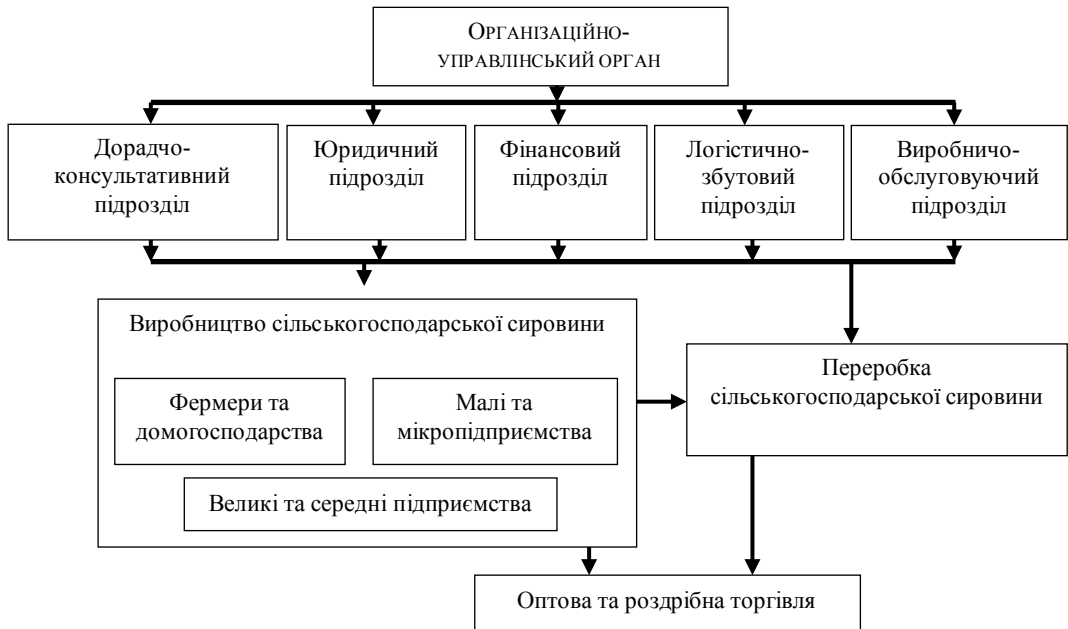 ОРГАНІЗАЦІЙНО-
УПРАВЛІНСЬКИЙ ОРГАН
Дорадчо-
консультативний
підрозділ
Юридичний
підрозділ
Фінансовий
підрозділ
Логістично-
збутовий
підрозділ
Виробничо-
обслуговуючий
підрозділ
Виробництво сільськогосподарської сировини
Фермери та
домогосподарства
Малі та
мікропідприємства
Великі та середні підприємства
Переробка
сільськогосподарської сировини
Оптова та роздрібна торгівля